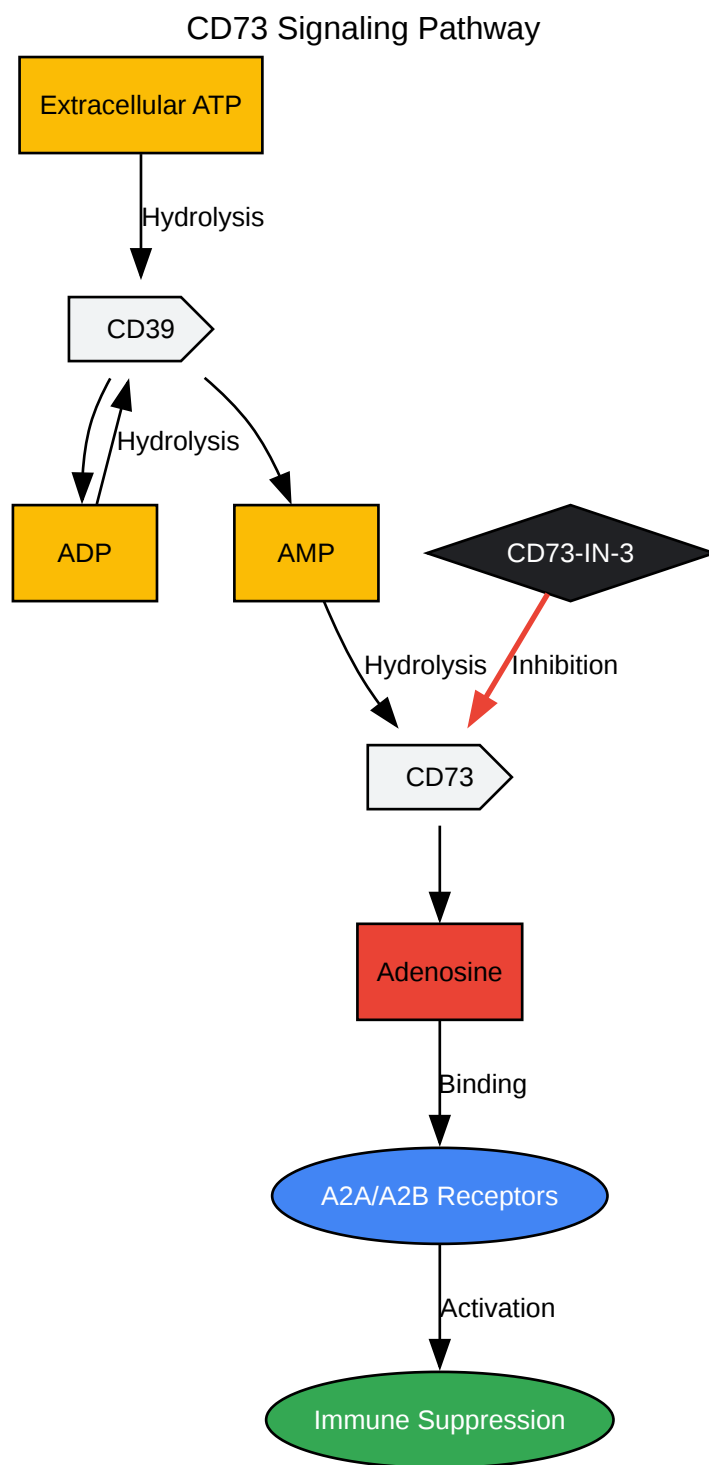 CD73 Signaling Pathway
Extracellular ATP
Hydrolysis
CD39
Hydrolysis
ADP
AMP
CD73-IN-3
Hydrolysis
Inhibition
CD73
Adenosine
Binding
A2A/A2B Receptors
Activation
Immune Suppression